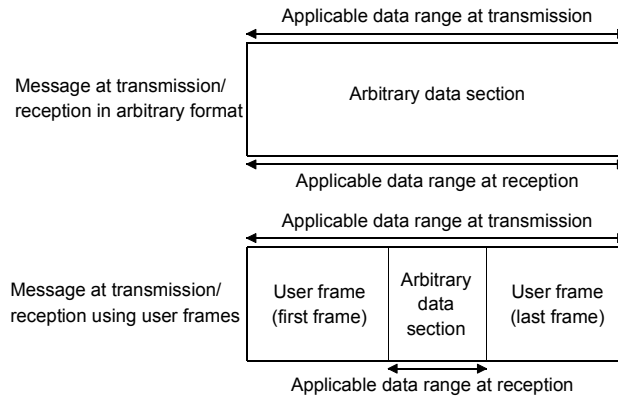 Applicable data range at transmission
Message at transmission/
reception in arbitrary format
Arbitrary data section
Applicable data range at reception
Applicable data range at transmission
Message at transmission/
reception using user frames
User frame
(first frame)
Arbitrary
data
section
User frame
(last frame)
Applicable data range at reception